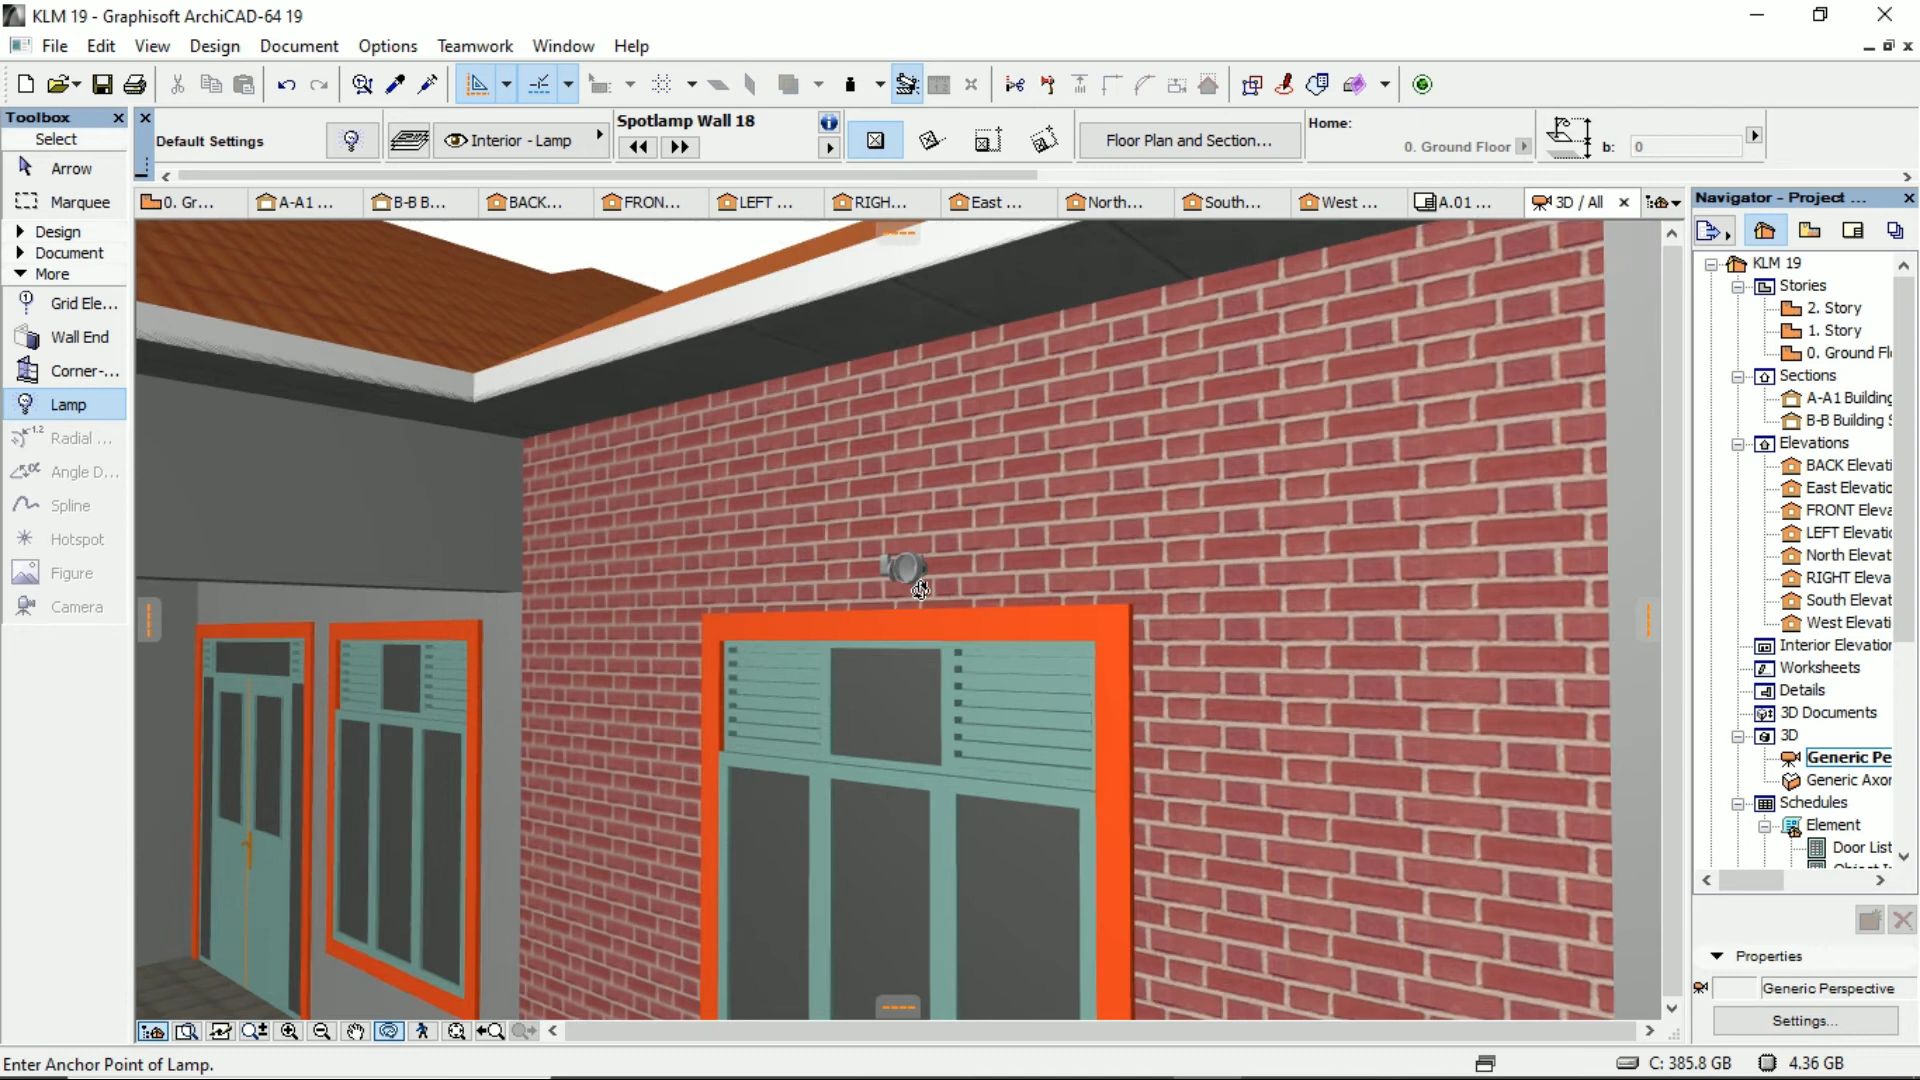 KLM 19 - Graphisoft ArchiCAD-64 19
File Edit View Design Document Options Teamwork Window Help
Toolbox
Select
Arrow
Marquee
Design
Document
More
Grid Ele...
Wall End
Corner-...
Lamp
Radial ...
Angle D...
Spline
Hotspot
Figure
Camera
Default Settings
Interior - Lamp
Spotlamp Wall 18
Floor Plan and Section...
Home:
0. Ground Floor
b: 0
0. Gr... A-A1 ... B-B B... BACK... FRON... LEFT ... RIGH... East ... North... South... West ... A.01 ... 3D / All
Navigator - Project ...
KLM 19
Stories
2. Story
1. Story
0. Ground Fl
Sections
A-A1 Building
B-B Building S
Elevations
BACK Elevati
East Elevatio
FRONT Eleva
LEFT Elevatio
North Elevat
RIGHT Eleva
South Elevat
West Elevati
Interior Elevation
Worksheets
Details
3D Documents
3D
Generic Pe
Generic Axor
Schedules
Element
Door List
Properties
Generic Perspective
Settings...
Enter Anchor Point of Lamp.
C: 385.8 GB 4.36 GB